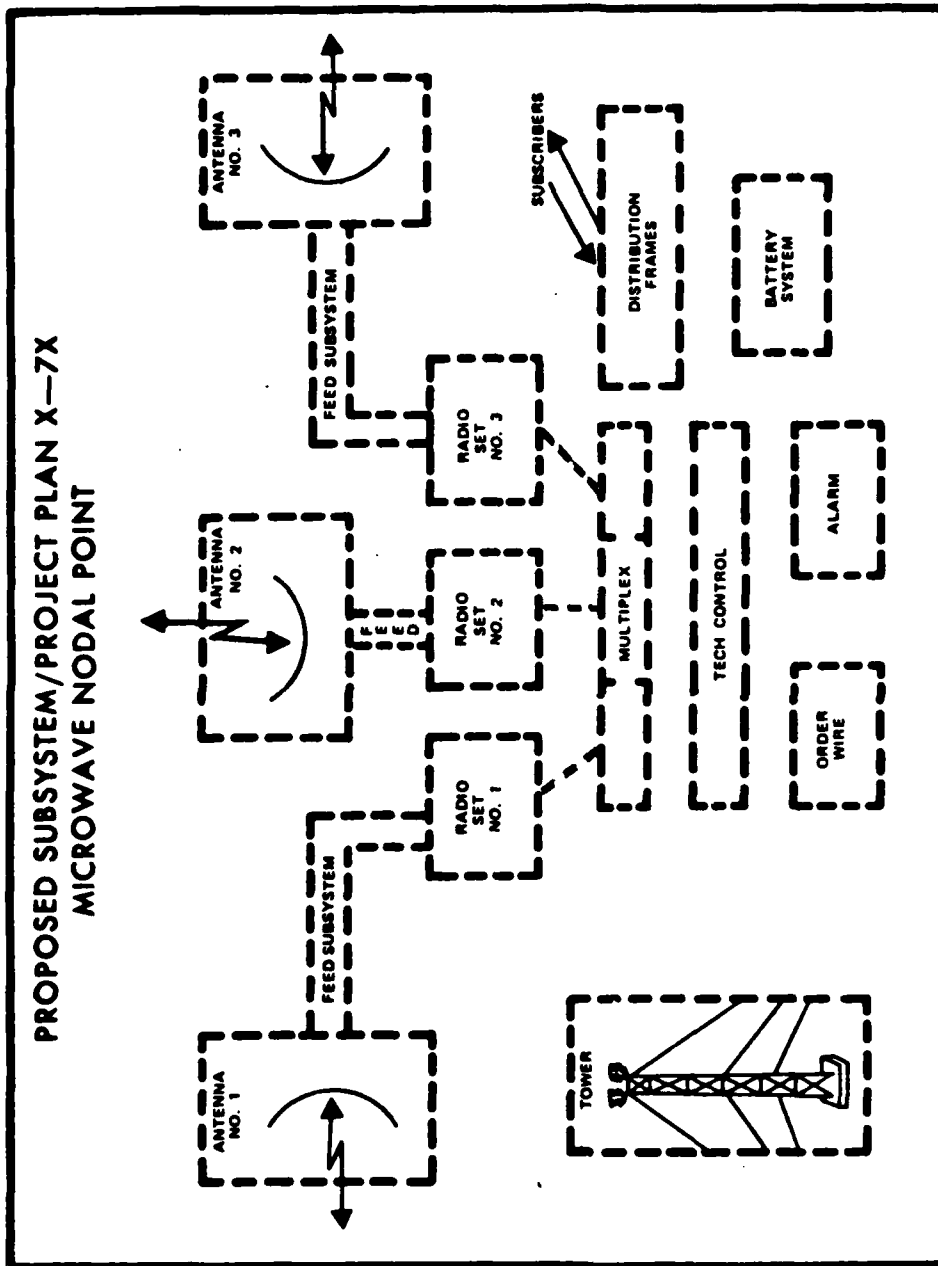 PROPOSED SUBSYSTEM/PROJECT PLAN X—7X
MICROWAVE NODAL POINT
ANTENNA
NO. 1
FEED SUBSYSTEM
ANTENNA
NO. 2
FEED
FEED SUBSYSTEM
ANTENNA
NO. 3
RADIO
SET
NO. 1
RADIO
SET
NO. 2
RADIO
SET
NO. 3
SUBSCRIBERS
TOWER
MULTIPLEX
DISTRIBUTION
FRAMES
TECH CONTROL
ORDER
WIRE
ALARM
BATTERY
SYSTEM